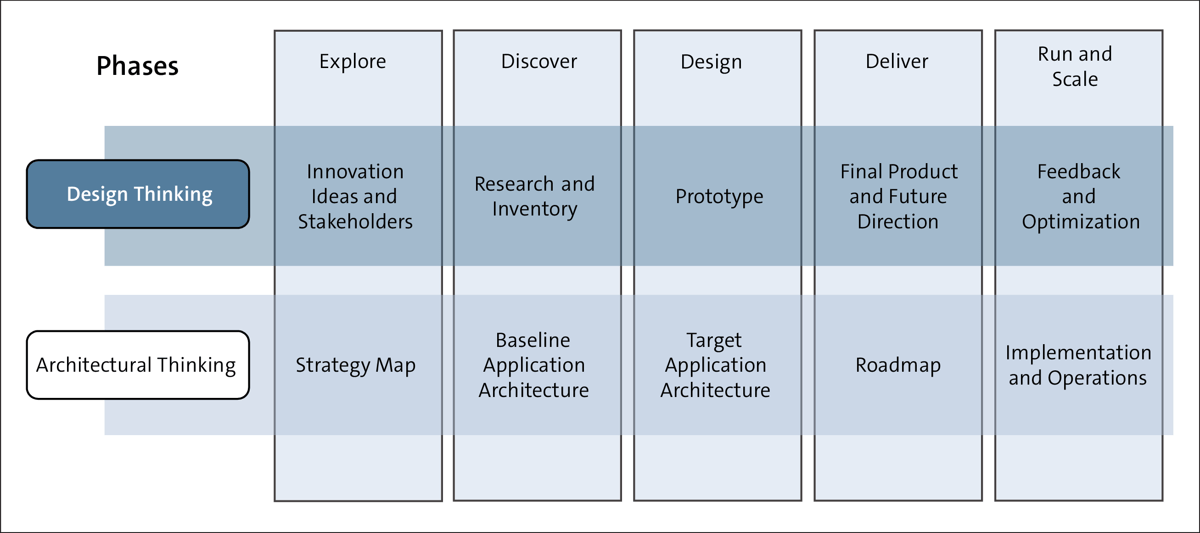 Phases
Explore
Discover
Design
Deliver
Run and
Scale
Design Thinking
Innovation
Ideas and
Stakeholders
Research and
Inventory
Prototype
Final Product
and Future
Direction
Feedback
and
Optimization
Architectural Thinking
Strategy Map
Baseline
Application
Architecture
Target
Application
Architecture
Roadmap
Implementation
and Operations